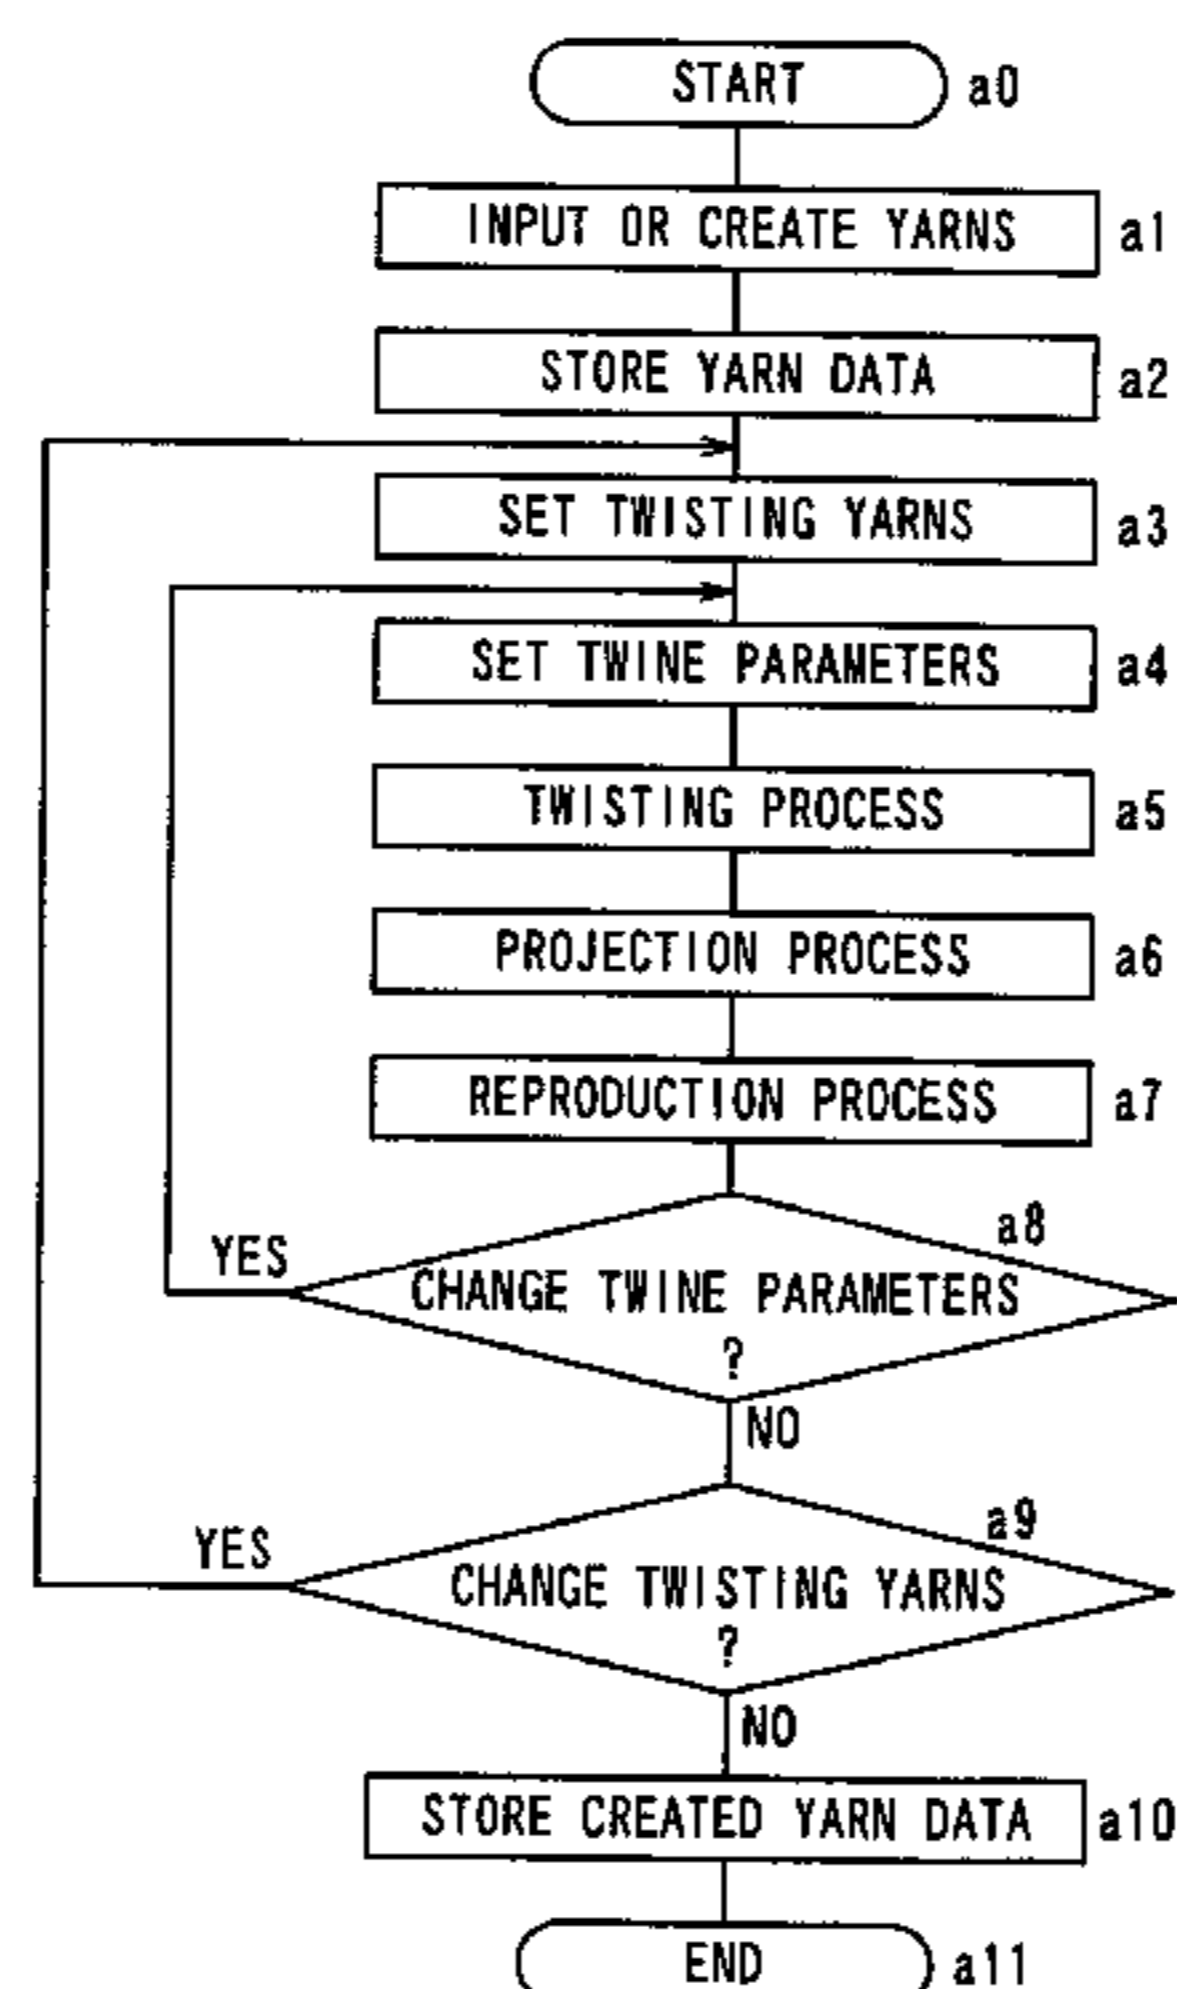 START a0
INPUT OR CREATE YARNS a1
STORE YARN DATA a2
SET TWISTING YARNS a3
SET TWINE PARAMETERS a4
TWISTING PROCESS a5
PROJECTION PROCESS a6
REPRODUCTION PROCESS a7
a8
YES
CHANGE TWINE PARAMETERS
?
NO
a9
YES
CHANGE TWISTING YARNS
?
NO
STORE CREATED YARN DATA a10
END a11